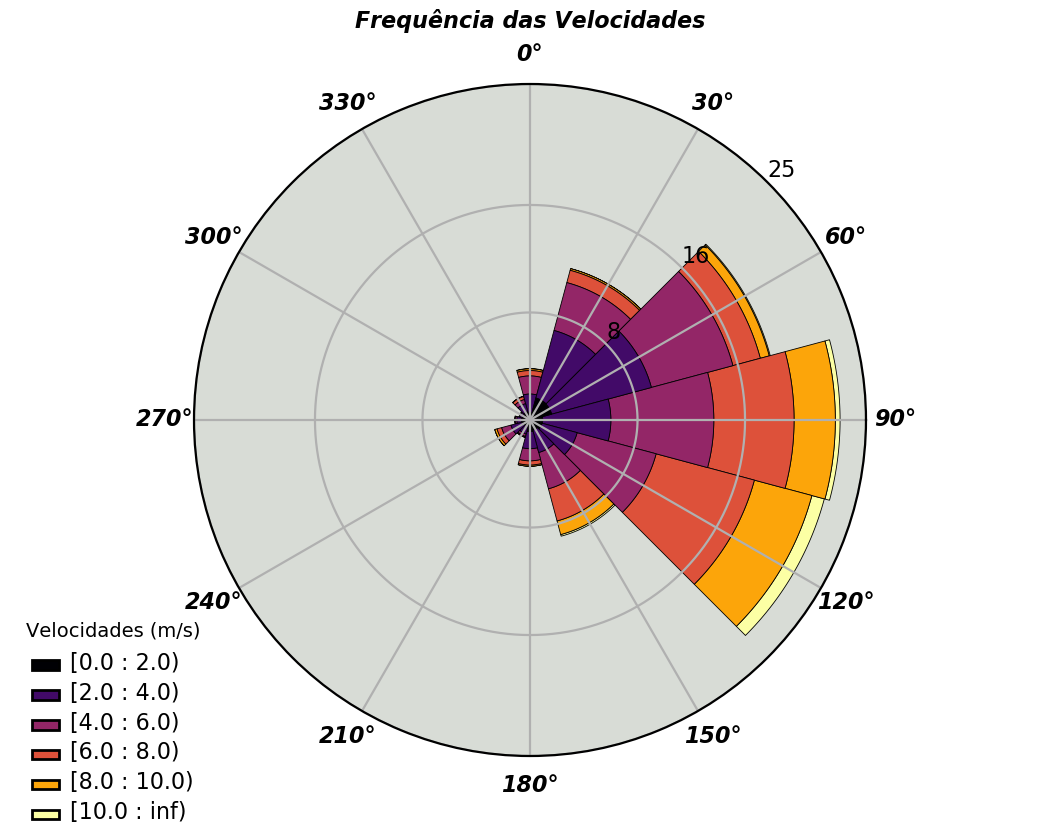 Frequência das Velocidades
0°
330°
30°
25
300°
60°
16
8
270°
90°
240°
120°
210°
150°
180°
Velocidades (m/s)
[0.0 : 2.0)
[2.0 : 4.0)
[4.0 : 6.0)
[6.0 : 8.0)
[8.0 : 10.0)
[10.0 : inf)